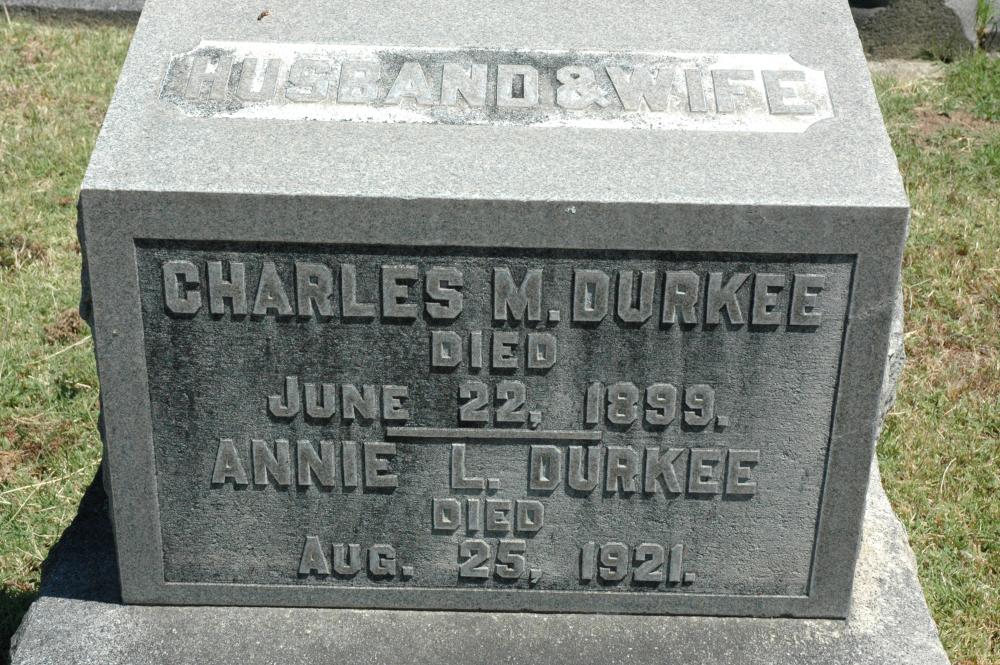 HUSBAND & WIFE
CHARLES M. DURKEE
DIED
JUNE 22, 1899.
ANNIE L. DURKEE
DIED
AUG. 25, 1921.